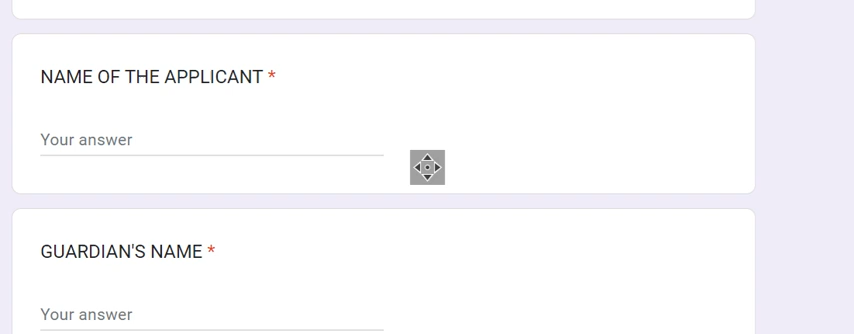 NAME OF THE APPLICANT *
Your answer
GUARDIAN'S NAME *
Your answer